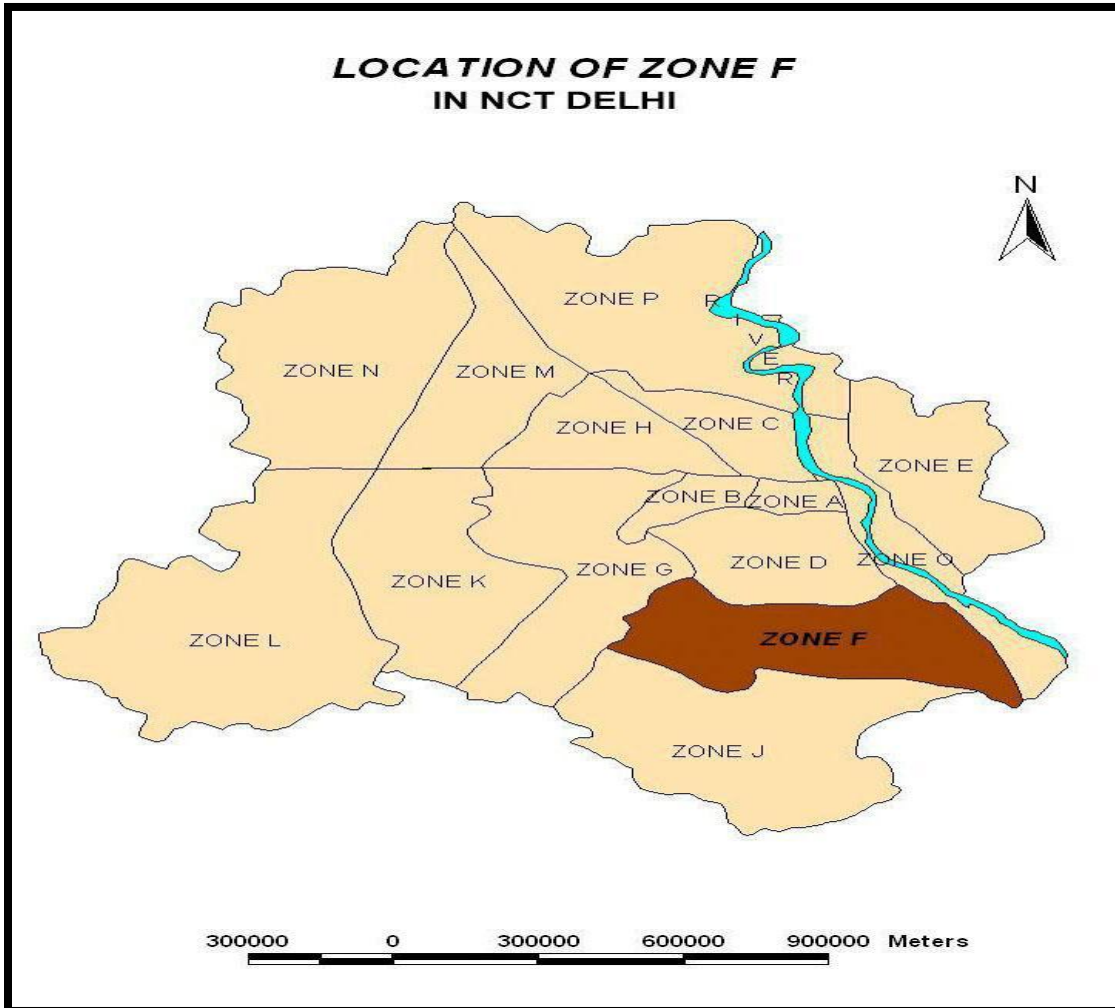 LOCATION OF ZONE F
IN NCT DELHI
N
ZONE P
RIVER
ZONE N
ZONE M
ZONE H
ZONE C
ZONE E
ZONE B
ZONE A
ZONE K
ZONE G
ZONE D
ZONE O
ZONE L
ZONE F
ZONE J
300000 0 300000 600000 900000 Meters